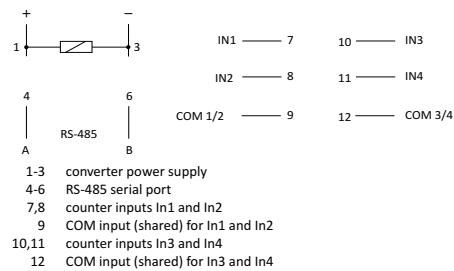 + −
1 3
IN1 7 10 IN3
IN2 8 11 IN4
COM 1/2 9 12 COM 3/4
4 6
RS-485
A B
1-3 converter power supply
4-6 RS-485 serial port
7,8 counter inputs In1 and In2
9 COM input (shared) for In1 and In2
10,11 counter inputs In3 and In4
12 COM input (shared) for In3 and In4